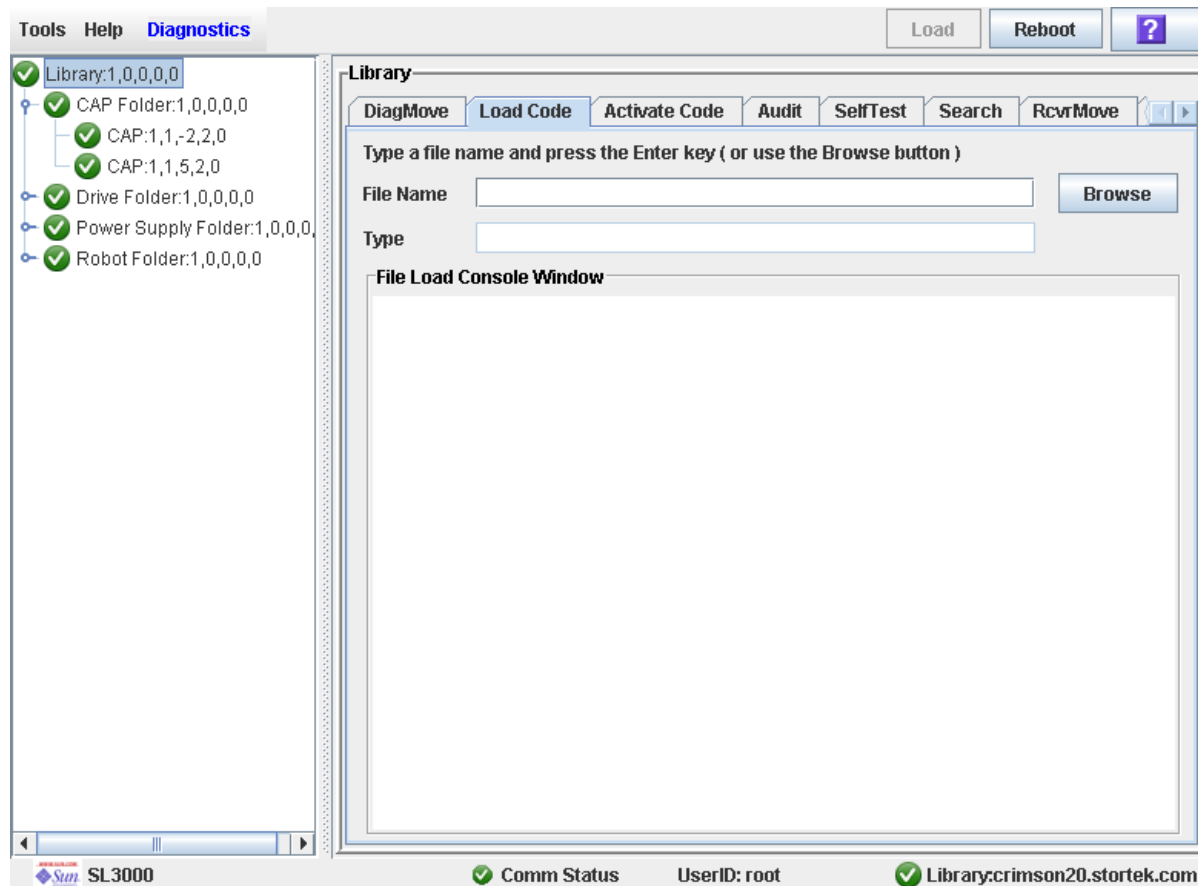 Tools Help Diagnostics Load Reboot ?
Library:1,0,0,0,0
CAP Folder:1,0,0,0,0
CAP:1,1,-2,2,0
CAP:1,1,5,2,0
Drive Folder:1,0,0,0,0
Power Supply Folder:1,0,0,0,
Robot Folder:1,0,0,0,0
Library
DiagMove Load Code Activate Code Audit SelfTest Search RcvrMove
Type a file name and press the Enter key ( or use the Browse button )
File Name Browse
Type
File Load Console Window
Sun SL3000 Comm Status UserID: root Library:crimson20.stortek.com